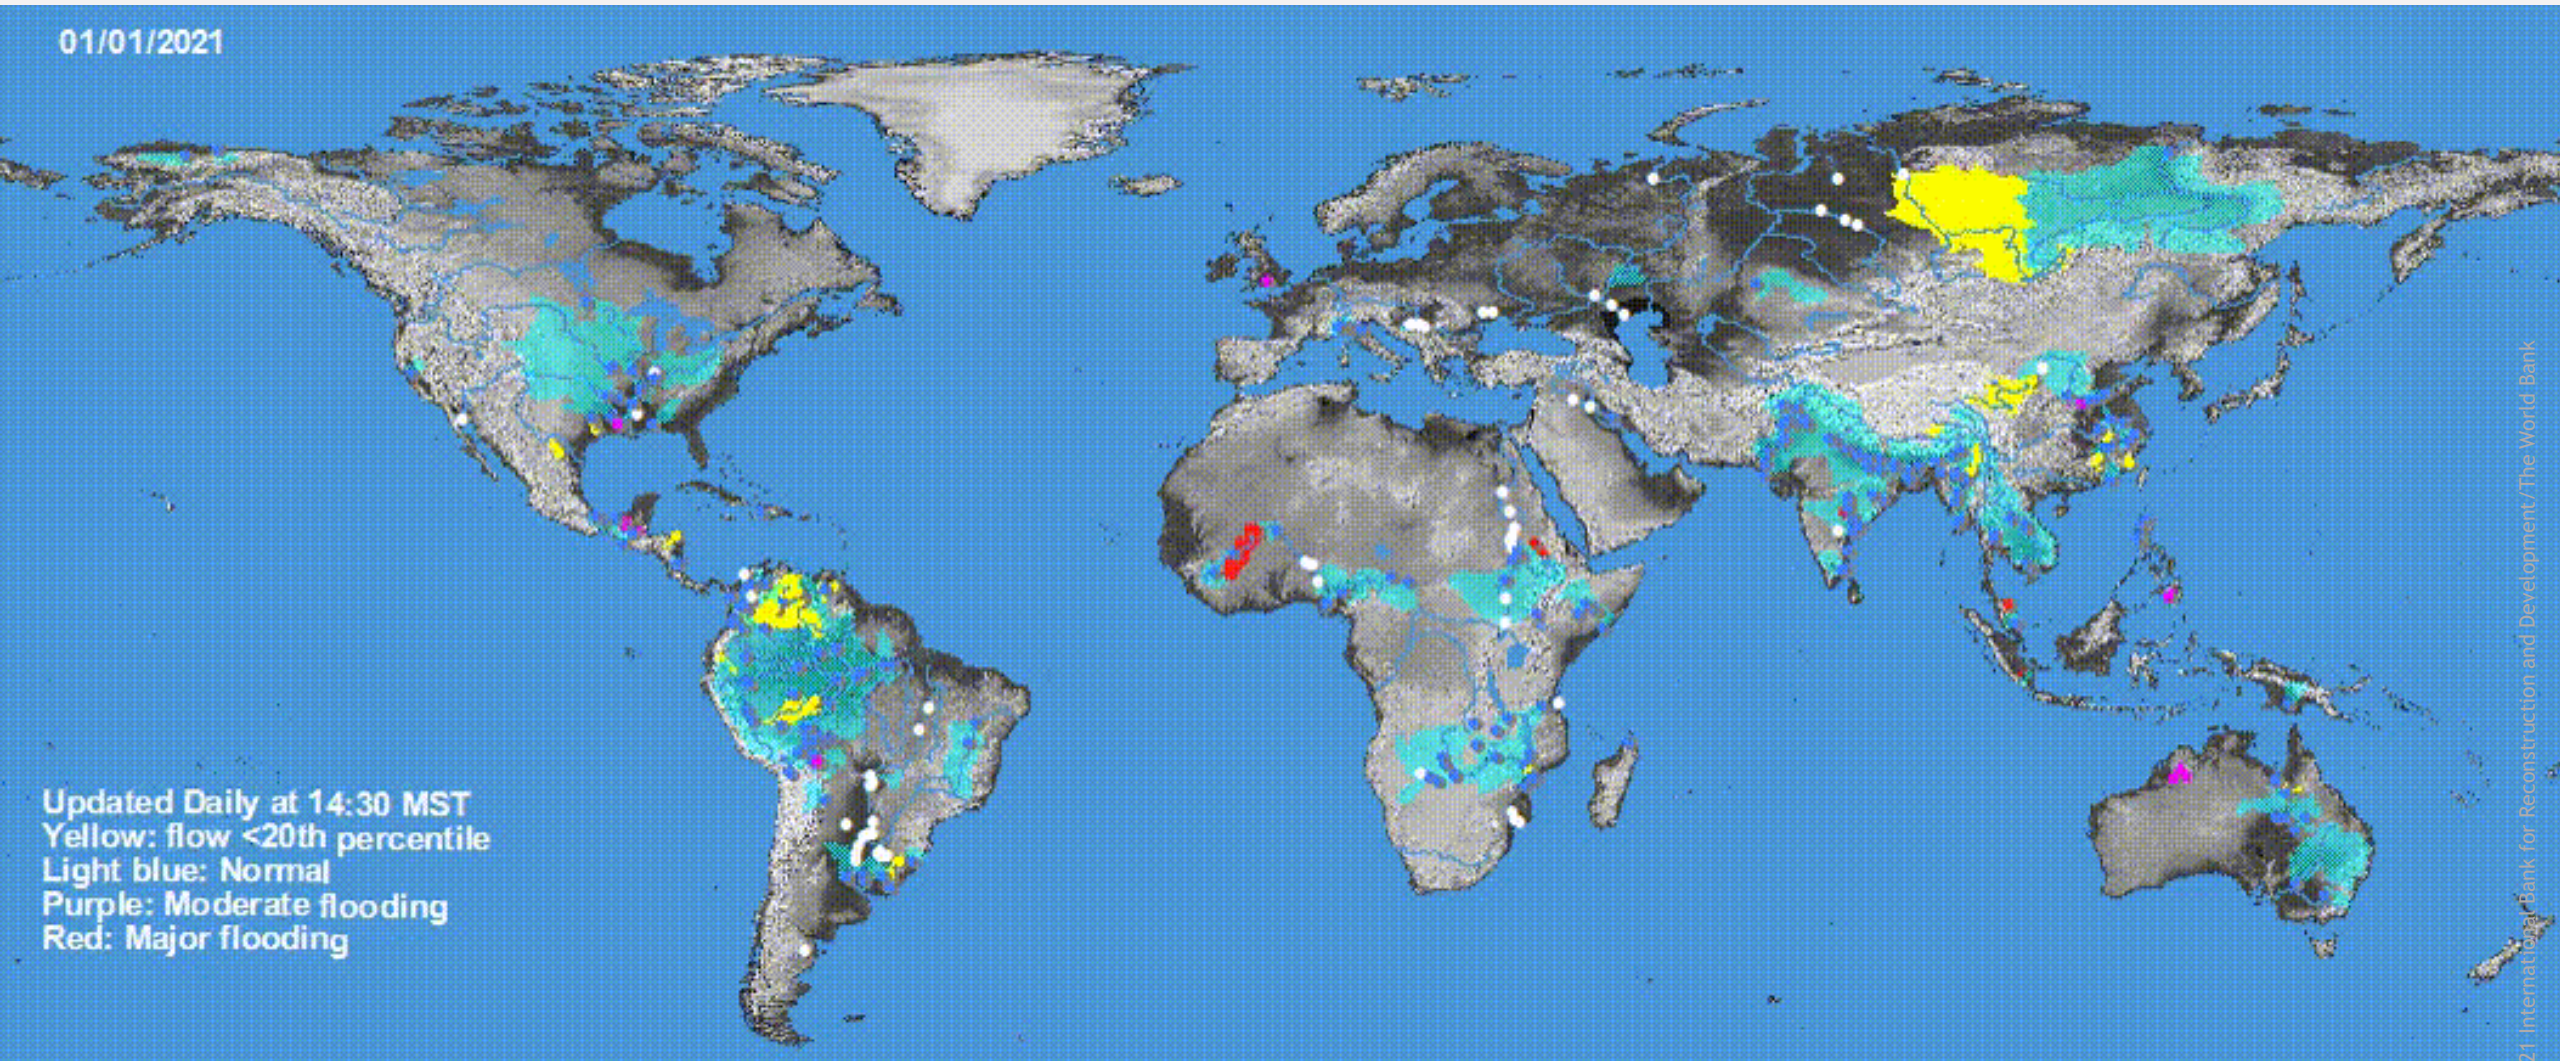 01/01/2021
Updated Daily at 14:30 MST
Yellow: flow <20th percentile
Light blue: Normal
Purple: Moderate flooding
Red: Major flooding
21 International Bank for Reconstruction and Development/The World Bank